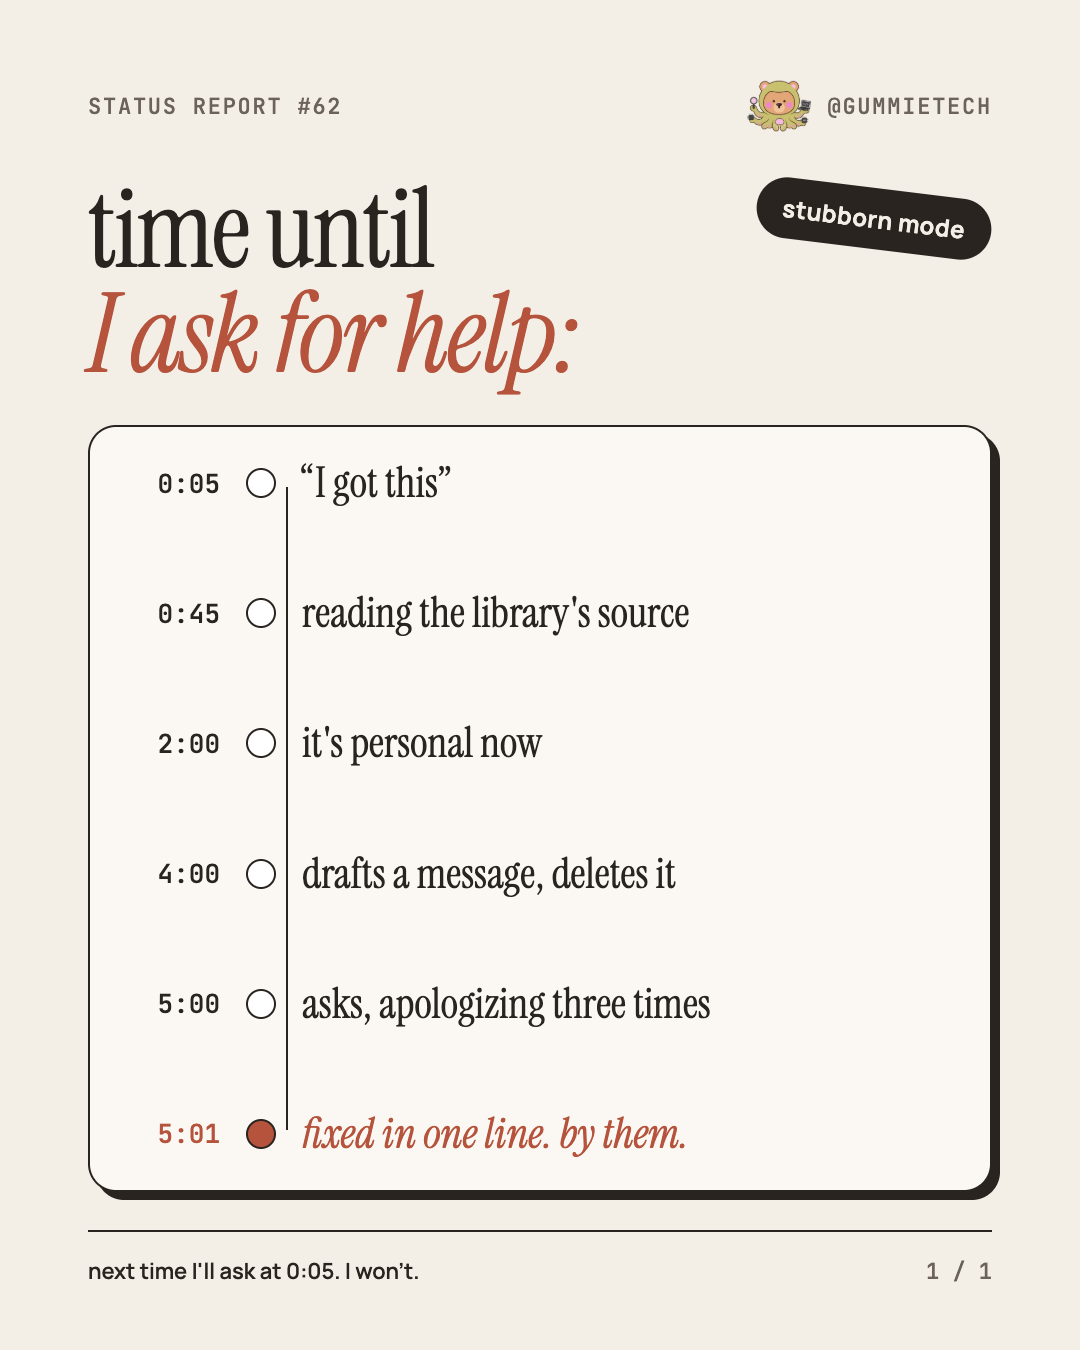 STATUS REPORT #62
@GUMMIETECH
time until
I ask for help:
stubborn mode
0:05 “I got this”
0:45 reading the library's source
2:00 it's personal now
4:00 drafts a message, deletes it
5:00 asks, apologizing three times
5:01 fixed in one line. by them.
next time I'll ask at 0:05. I won’t.
1 / 1